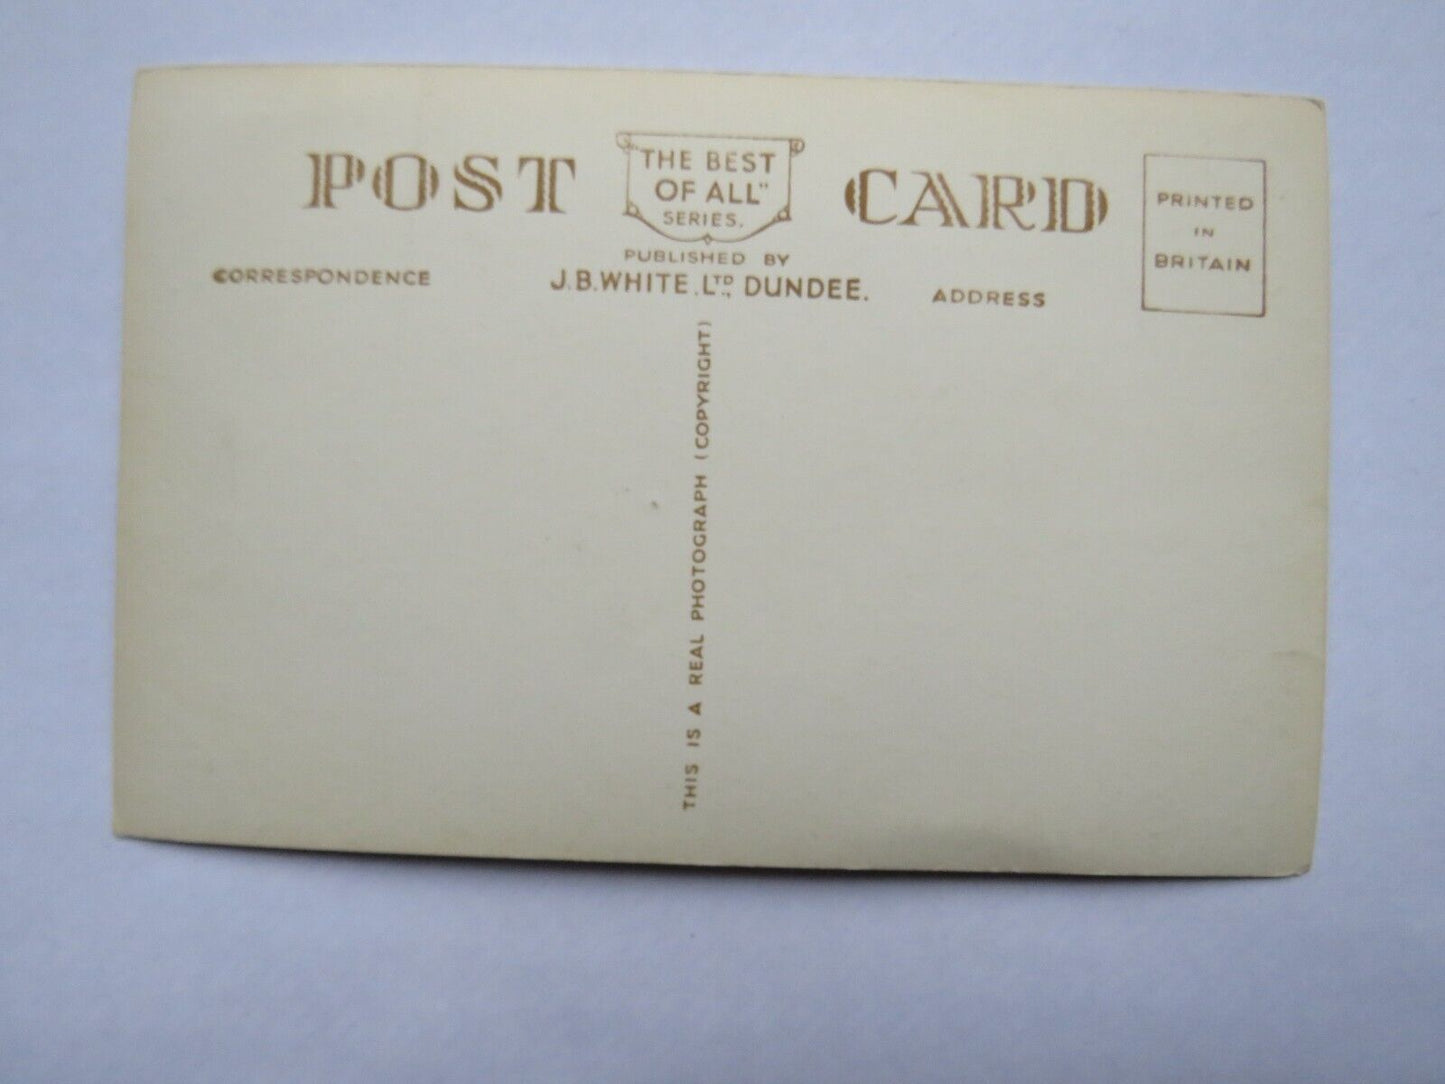 POST CARD
"THE BEST
OF ALL"
SERIES.
PUBLISHED BY
J.B.WHITE. LTD., DUNDEE.
CORRESPONDENCE
ADDRESS
PRINTED
IN
BRITAIN
THIS IS A REAL PHOTOGRAPH (COPYRIGHT)